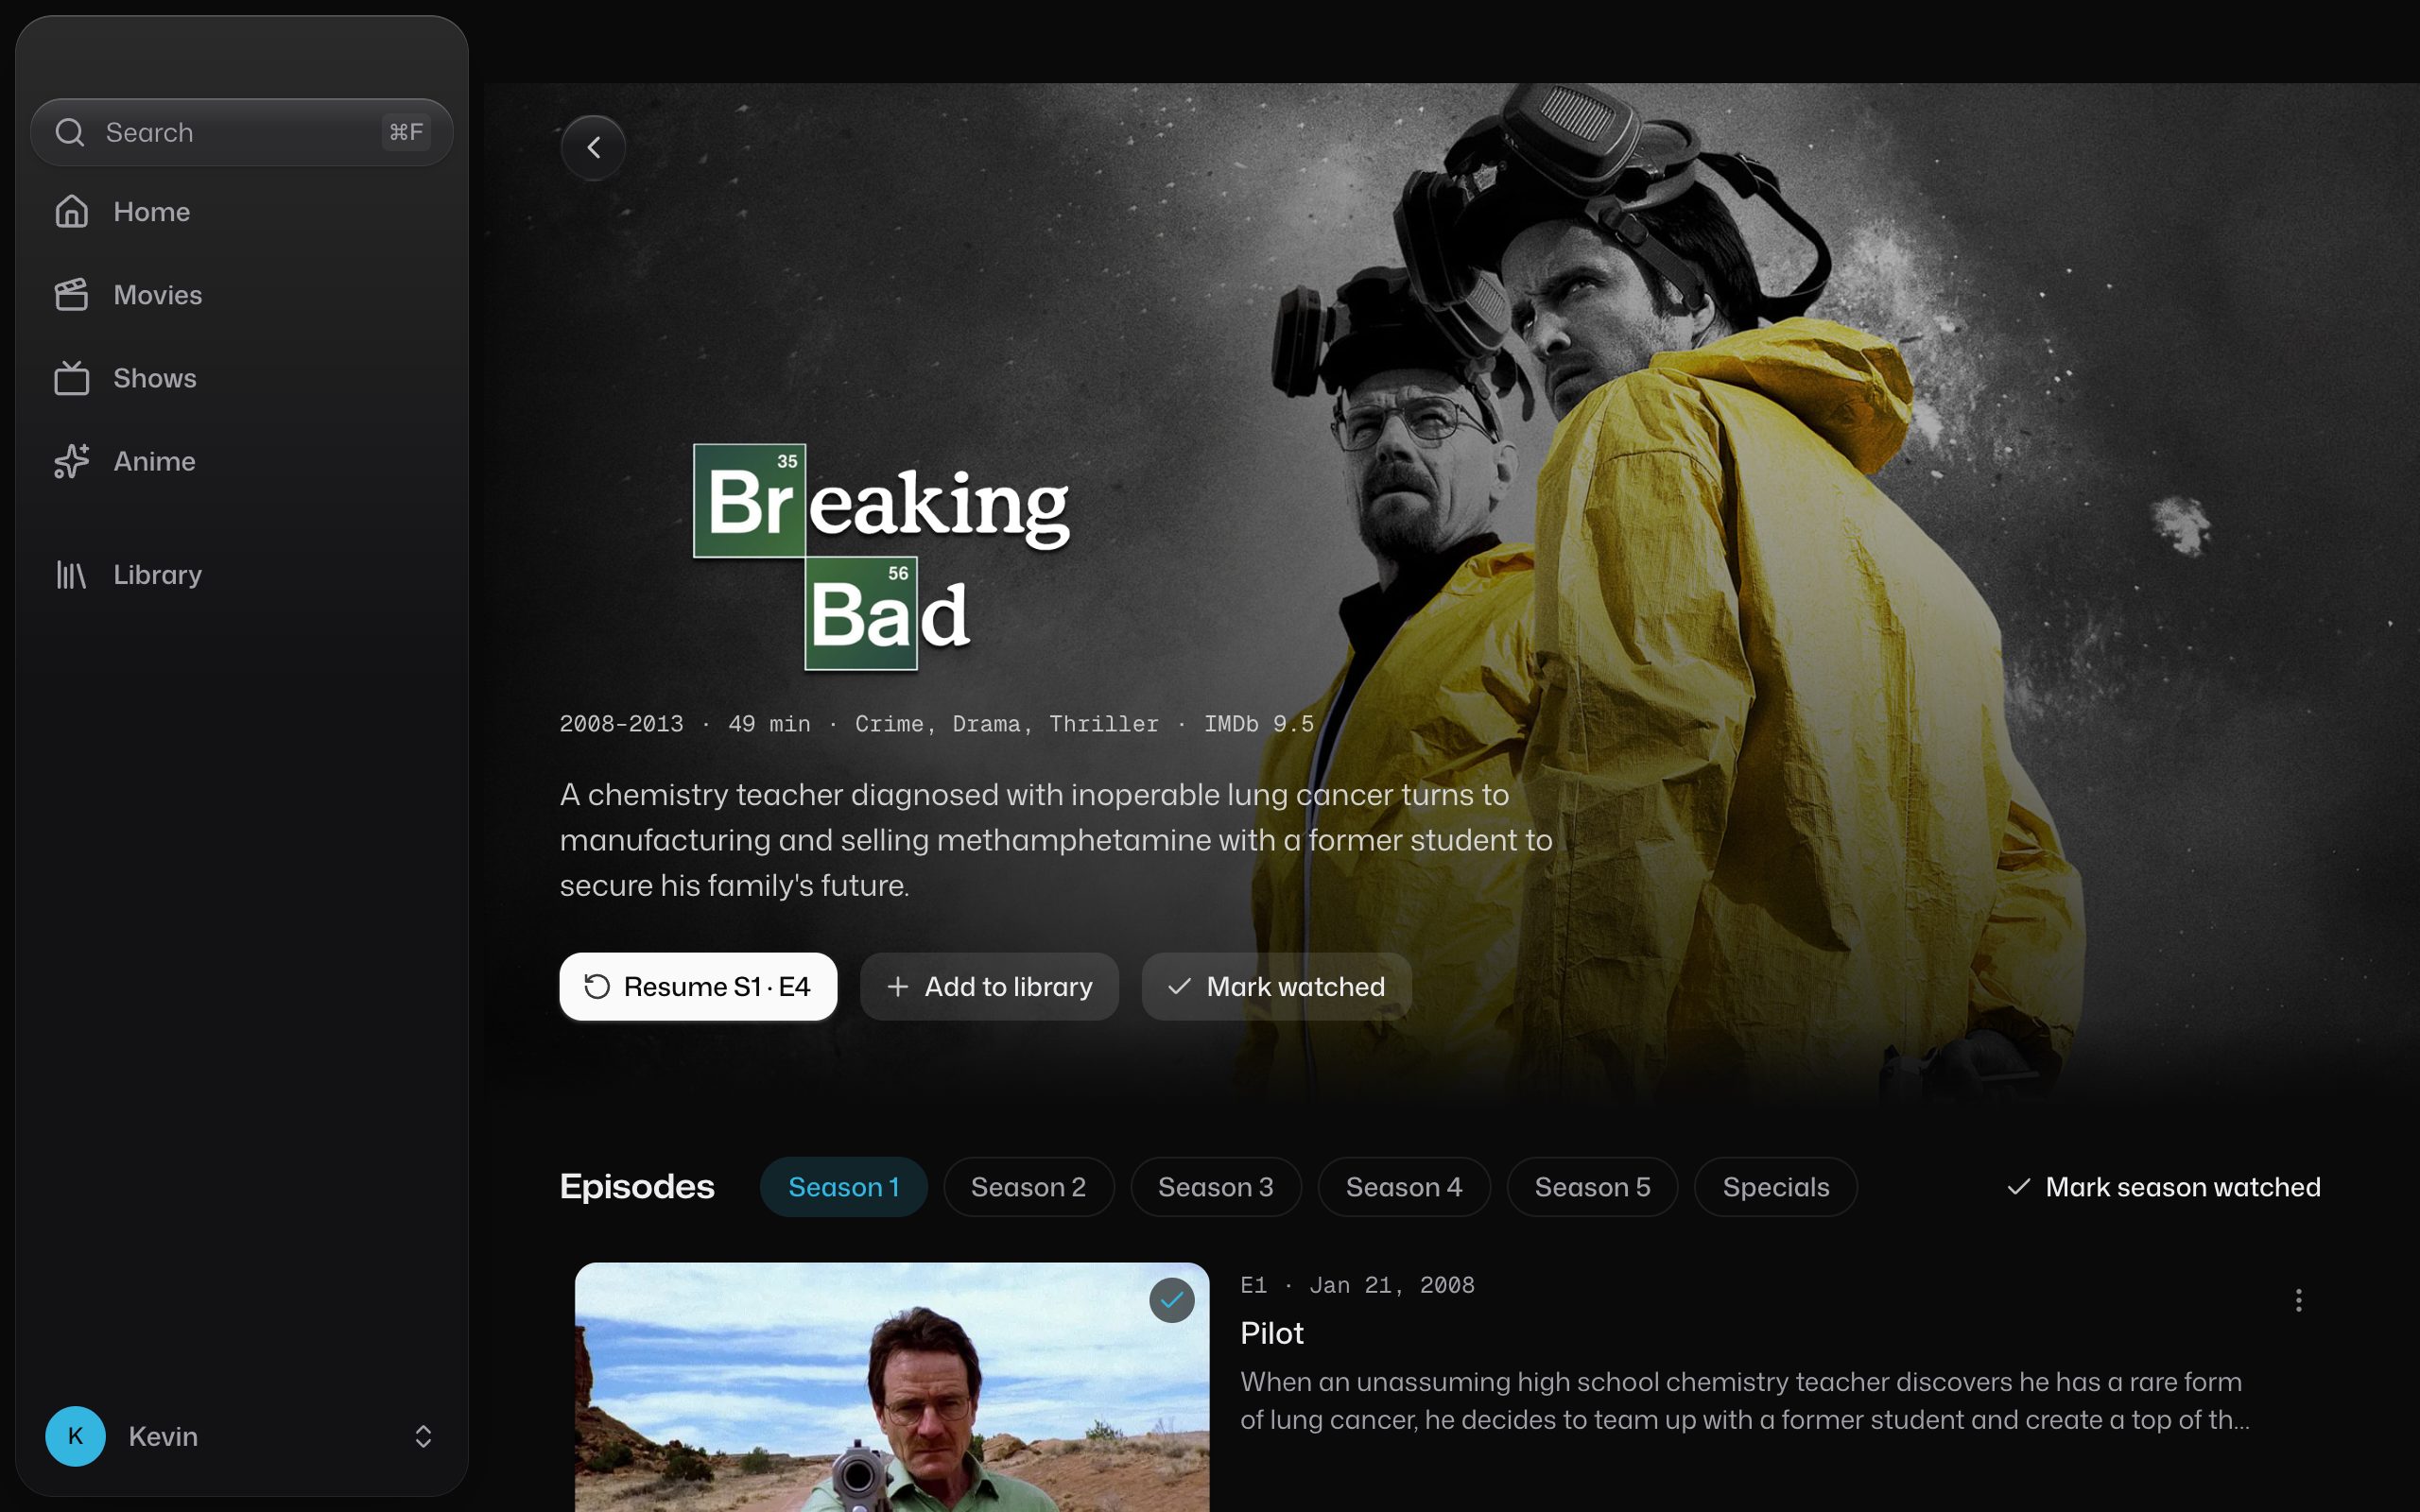 Search ⌘F
Home
Movies
Shows
Anime
Library
35
Breaking
56
Bad
2008–2013 · 49 min · Crime, Drama, Thriller · IMDb 9.5
A chemistry teacher diagnosed with inoperable lung cancer turns to
manufacturing and selling methamphetamine with a former student to
secure his family's future.
Resume S1 · E4 Add to library Mark watched
Episodes Season 1 Season 2 Season 3 Season 4 Season 5 Specials Mark season watched
E1 · Jan 21, 2008
Pilot
When an unassuming high school chemistry teacher discovers he has a rare form
of lung cancer, he decides to team up with a former student and create a top of th...
K Kevin